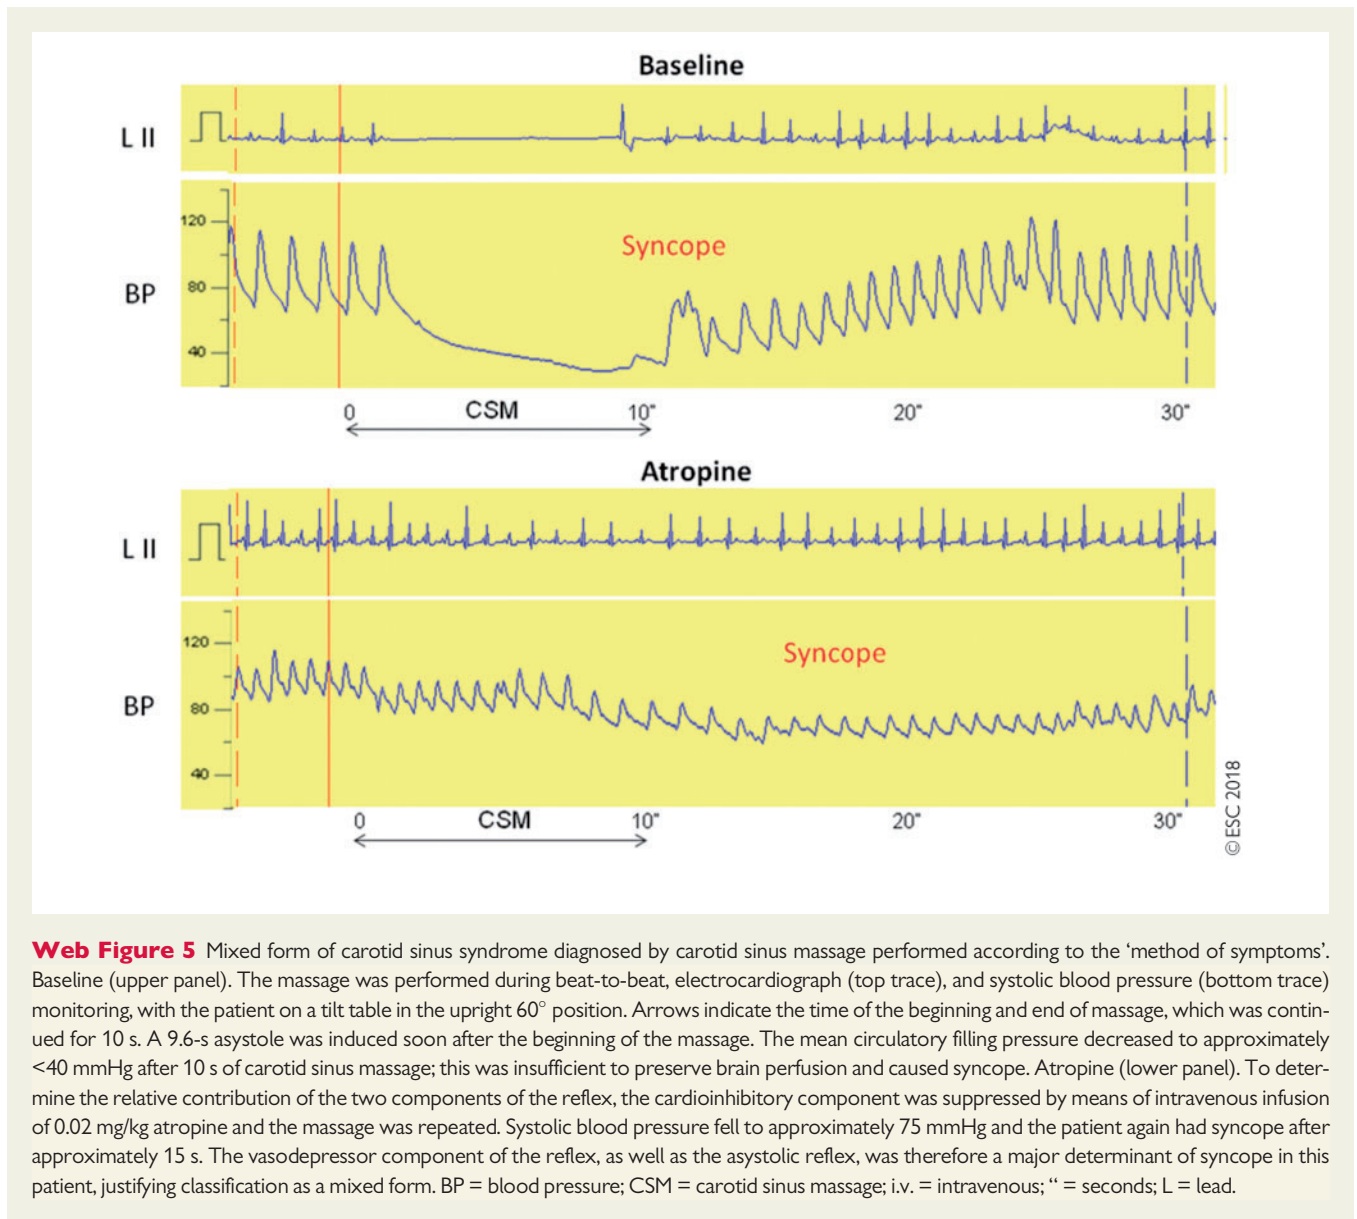 Baseline
L II
120
80
40
BP
Syncope
0 CSM 10" 20" 30"
Atropine
L II
120
80
40
BP
Syncope
0 CSM 10" 20" 30"
©ESC 2018
Web Figure 5 Mixed form of carotid sinus syndrome diagnosed by carotid sinus massage performed according to the ‘method of symptoms’.
Baseline (upper panel). The massage was performed during beat-to-beat, electrocardiograph (top trace), and systolic blood pressure (bottom trace)
monitoring, with the patient on a tilt table in the upright 60° position. Arrows indicate the time of the beginning and end of massage, which was contin-
ued for 10 s. A 9.6-s asystole was induced soon after the beginning of the massage. The mean circulatory filling pressure decreased to approximately
<40 mmHg after 10 s of carotid sinus massage; this was insufficient to preserve brain perfusion and caused syncope. Atropine (lower panel). To deter-
mine the relative contribution of the two components of the reflex, the cardioinhibitory component was suppressed by means of intravenous infusion
of 0.02 mg/kg atropine and the massage was repeated. Systolic blood pressure fell to approximately 75 mmHg and the patient again had syncope after
approximately 15 s. The vasodepressor component of the reflex, as well as the asystolic reflex, was therefore a major determinant of syncope in this
patient, justifying classification as a mixed form. BP = blood pressure; CSM = carotid sinus massage; i.v. = intravenous; “ = seconds; L = lead.